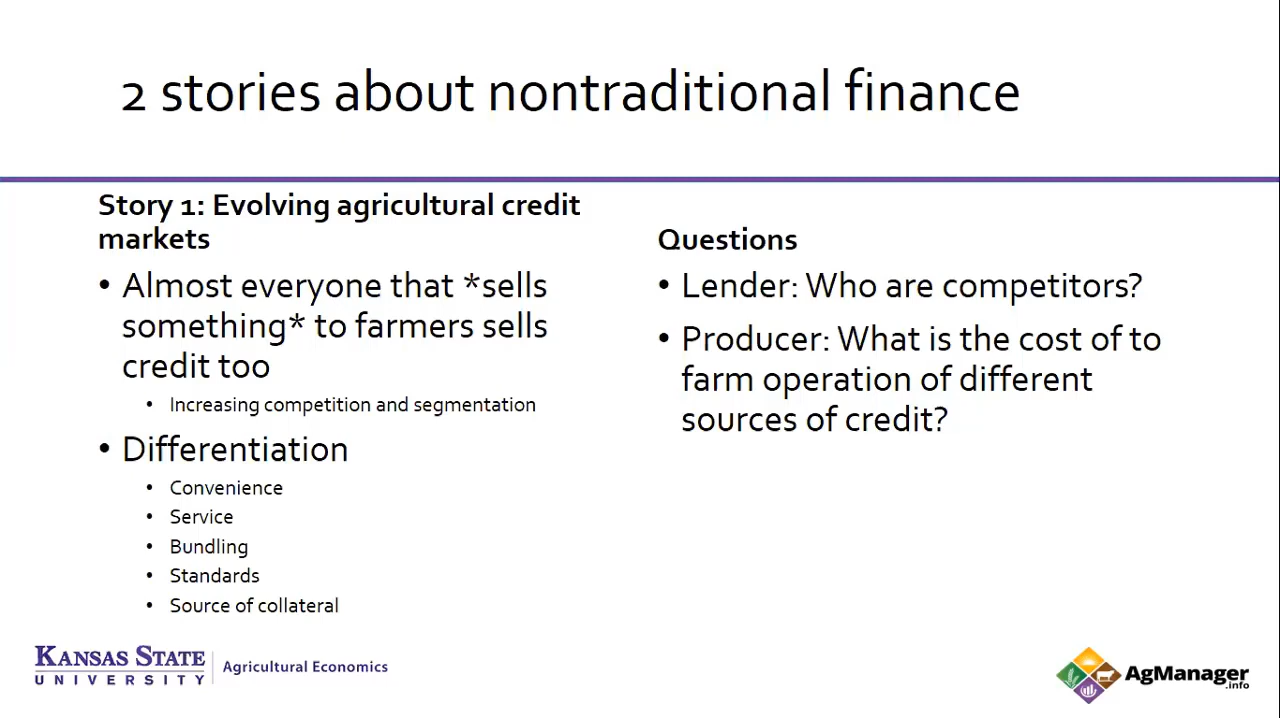 2 stories about nontraditional finance
Story 1: Evolving agricultural credit
markets
• Almost everyone that *sells
something* to farmers sells
credit too
• Increasing competition and segmentation
• Differentiation
• Convenience
• Service
• Bundling
• Standards
• Source of collateral
Questions
• Lender: Who are competitors?
• Producer: What is the cost of to
farm operation of different
sources of credit?
KANSAS STATE
UNIVERSITY
Agricultural Economics
AgManager
.info